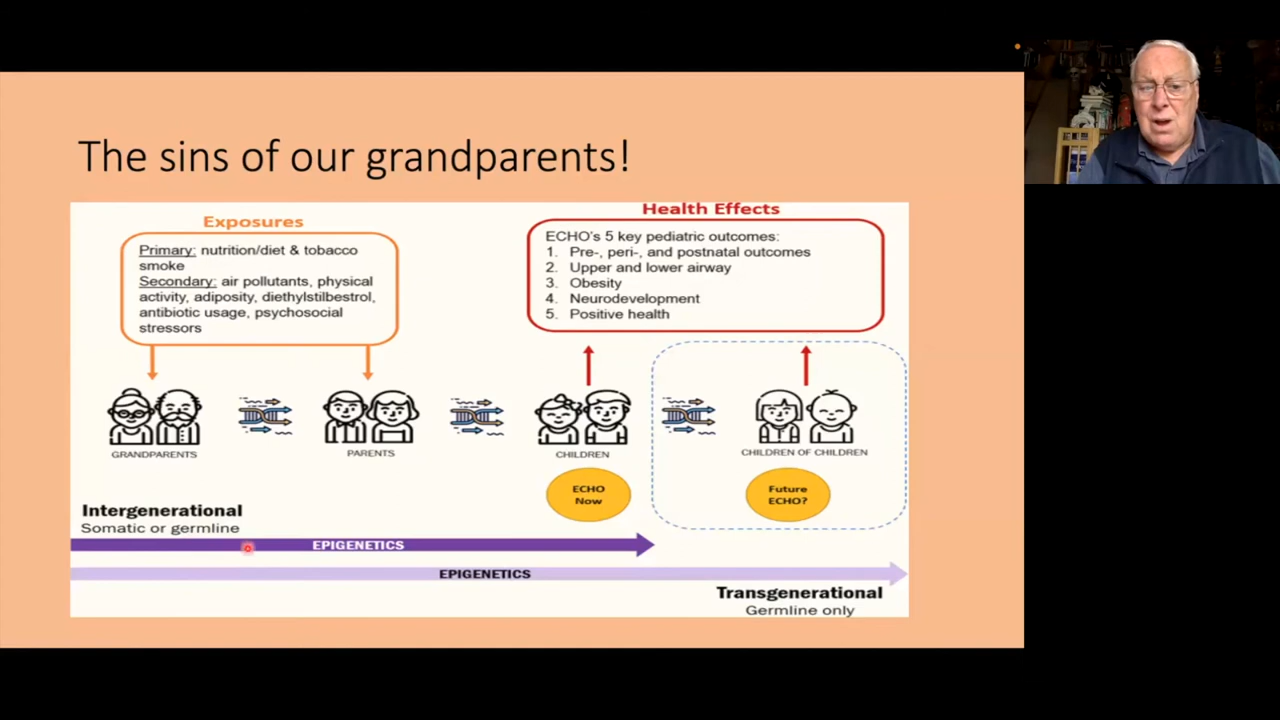 The sins of our grandparents!
Exposures
Primary: nutrition/diet & tobacco
smoke
Secondary: air pollutants, physical
activity, adiposity, diethylstilbestrol,
antibiotic usage, psychosocial
stressors
Health Effects
ECHO's 5 key pediatric outcomes:
1. Pre-, peri-, and postnatal outcomes
2. Upper and lower airway
3. Obesity
4. Neurodevelopment
5. Positive health
GRANDPARENTS
PARENTS
CHILDREN
CHILDREN OF CHILDREN
ECHO
Now
Future
ECHO?
Intergenerational
Somatic or germline
EPIGENETICS
EPIGENETICS
Transgenerational
Germline only